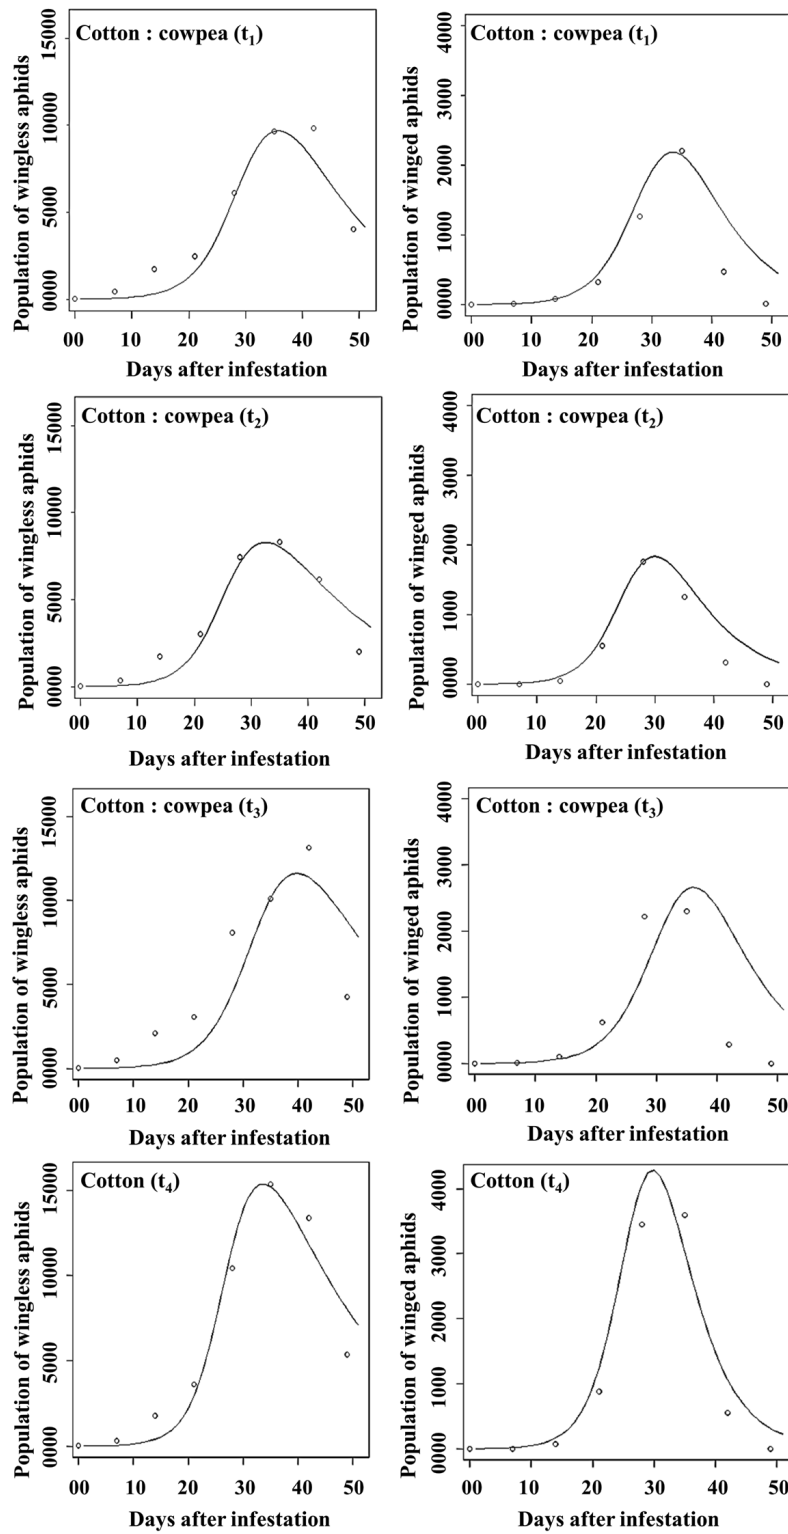 Cotton : cowpea (t1)
Population of wingless aphids
15000
10000
5000
0000
00 10 20 30 40 50
Days after infestation
Cotton : cowpea (t1)
Population of winged aphids
4000
3000
2000
1000
0000
00 10 20 30 40 50
Days after infestation
Cotton : cowpea (t2)
Population of wingless aphids
15000
10000
5000
0000
00 10 20 30 40 50
Days after infestation
Cotton : cowpea (t2)
Population of winged aphids
4000
3000
2000
1000
0000
00 10 20 30 40 50
Days after infestation
Cotton : cowpea (t3)
Population of wingless aphids
15000
10000
5000
0000
00 10 20 30 40 50
Days after infestation
Cotton : cowpea (t3)
Population of winged aphids
4000
3000
2000
1000
0000
00 10 20 30 40 50
Days after infestation
Cotton (t4)
Population of wingless aphids
15000
10000
5000
0000
00 10 20 30 40 50
Days after infestation
Cotton (t4)
Population of winged aphids
4000
3000
2000
1000
0000
00 10 20 30 40 50
Days after infestation